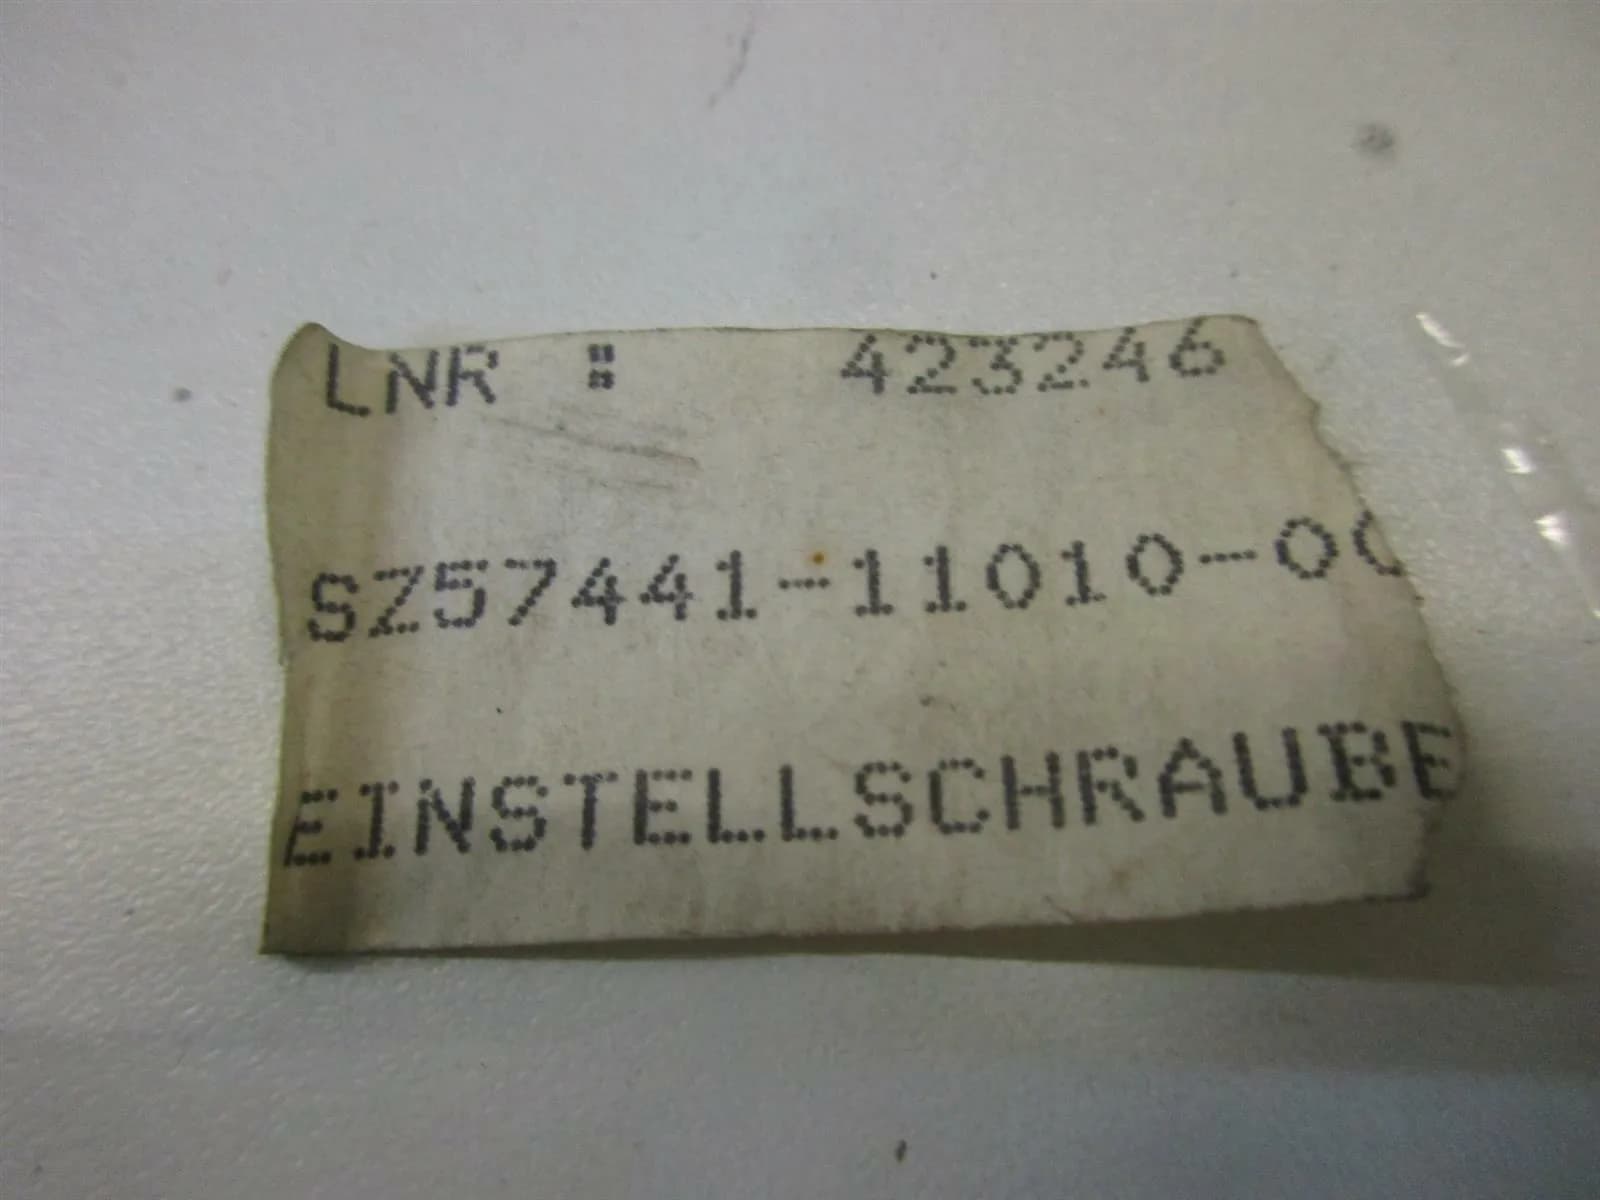 LNR : 423246
SZ57441-11010-00
EINSTELLSCHRAUBE